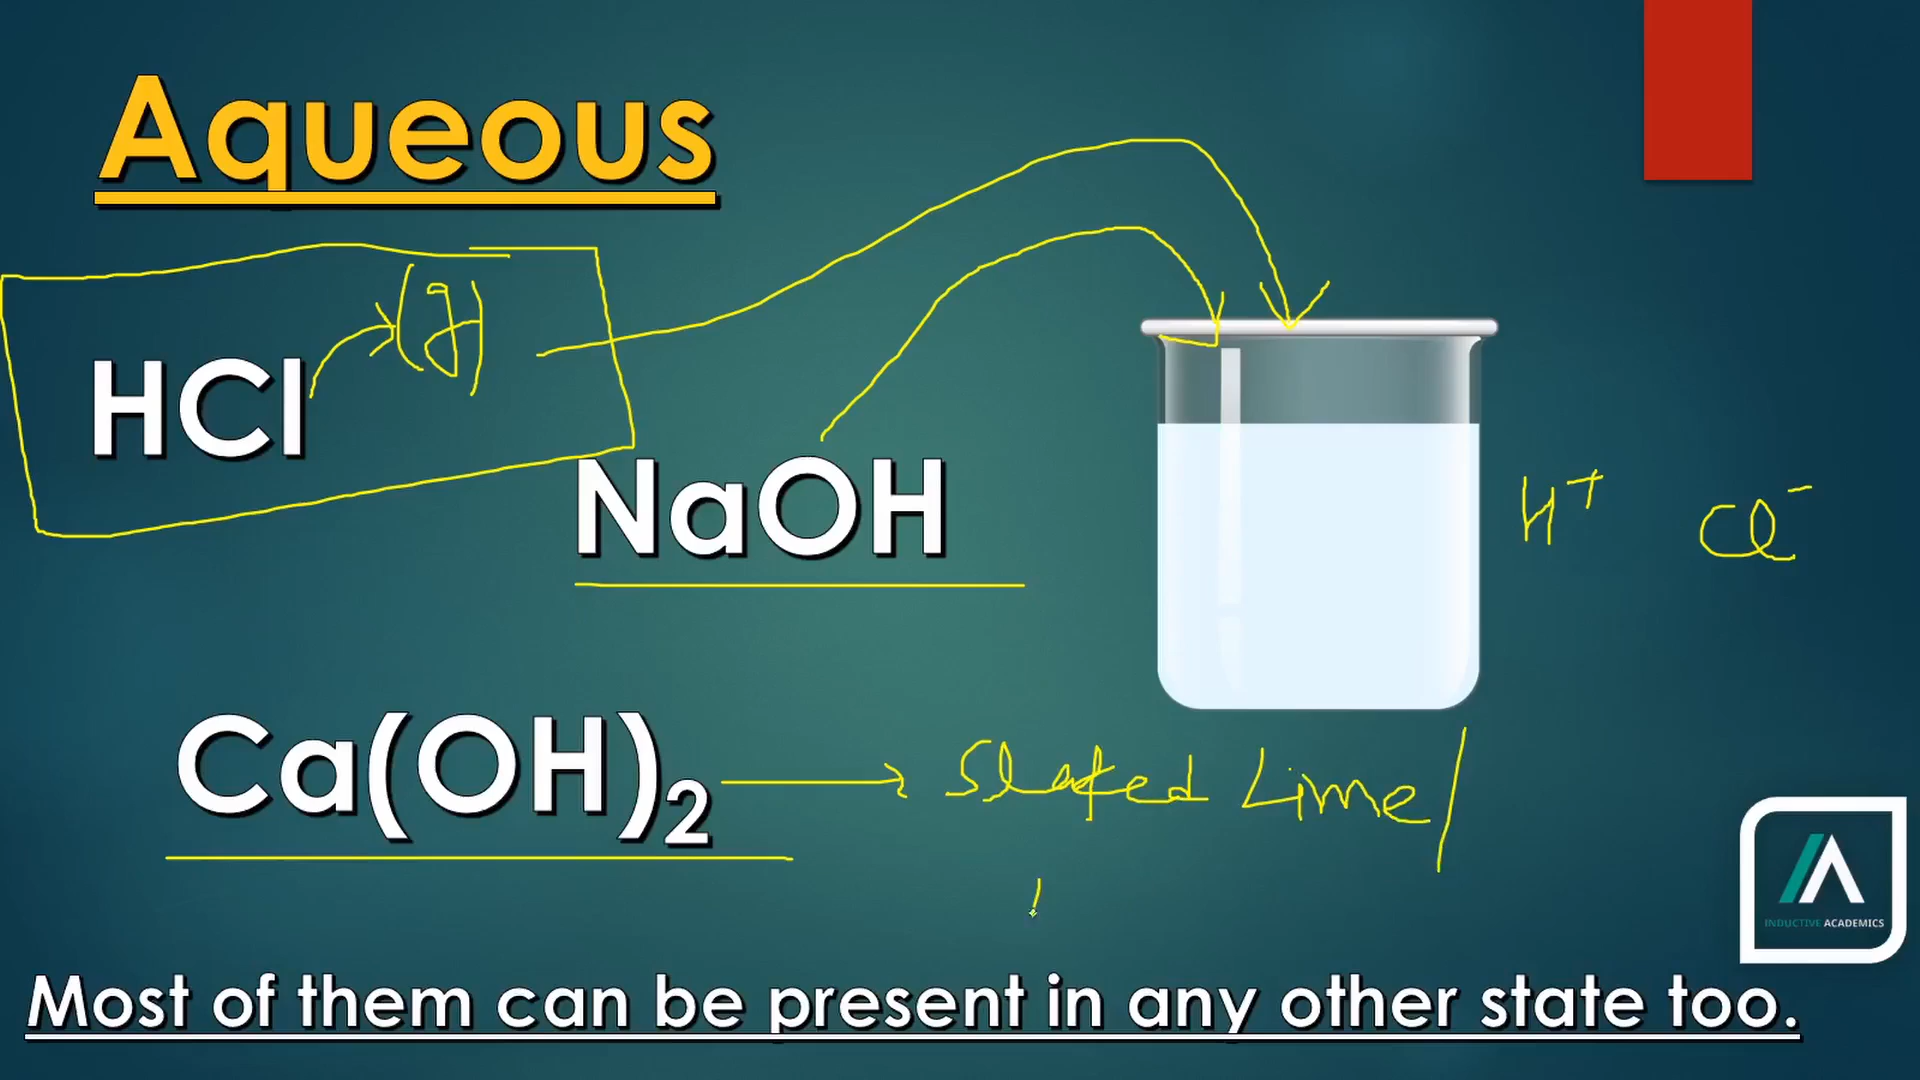 Aqueous
(g)
HCl
NaOH
H⁺ Cl⁻
Ca(OH)₂ → Slaked Lime/
INDUCTIVE ACADEMICS
Most of them can be present in any other state too.